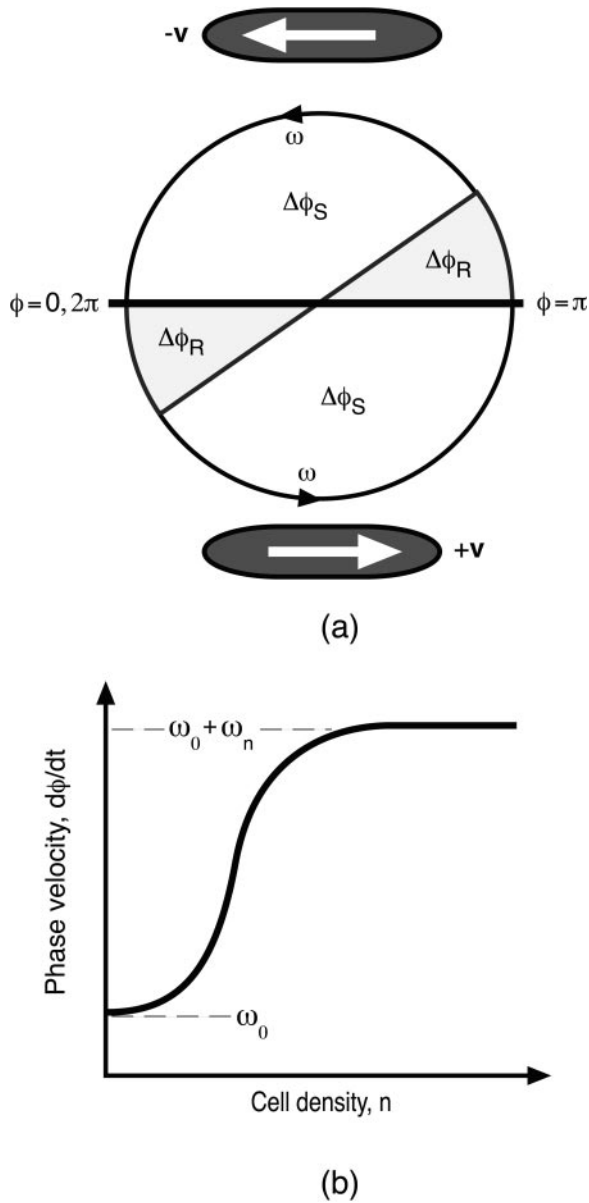 -v
ω
Δϕ_S
Δϕ_R
ϕ=0, 2π
ϕ=π
Δϕ_R
Δϕ_S
ω
+v
(a)
ω_0 + ω_n
Phase velocity, dϕ/dt
ω_0
Cell density, n
(b)